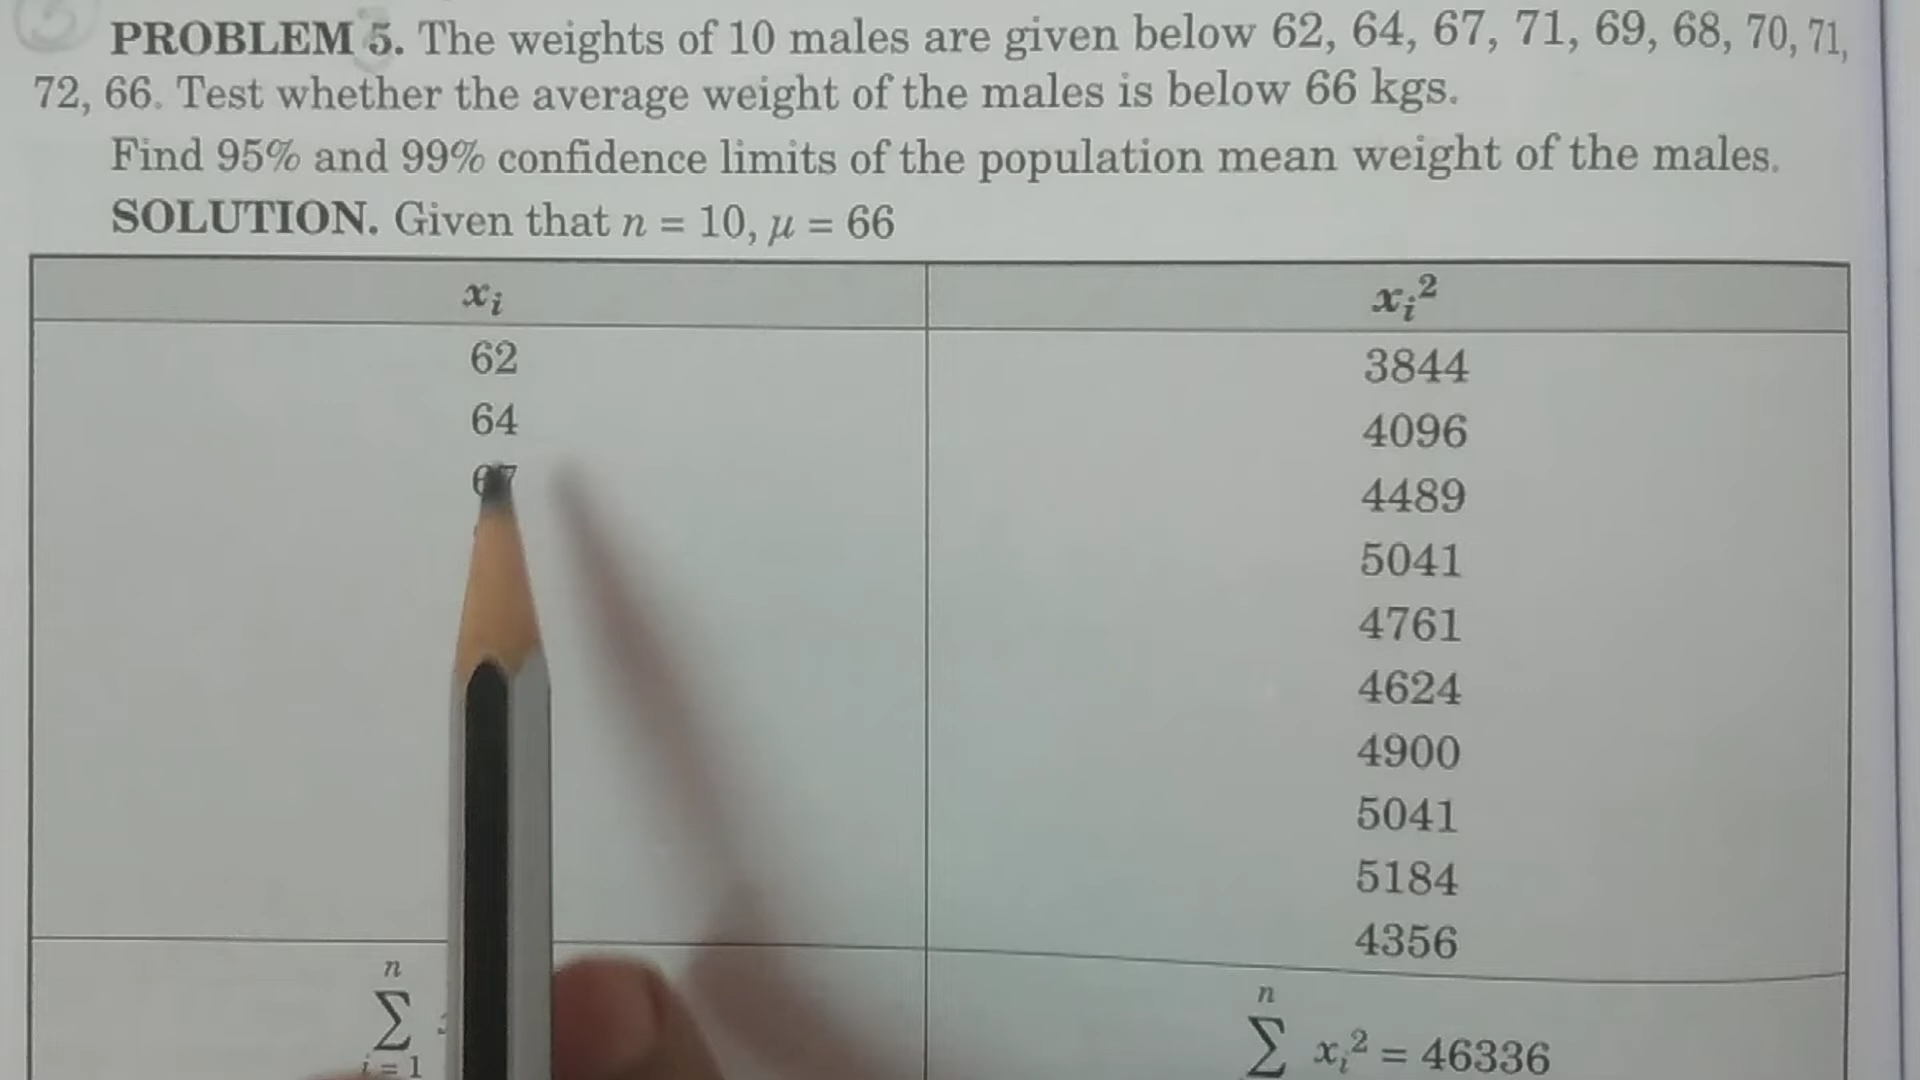 PROBLEM 5. The weights of 10 males are given below 62, 64, 67, 71, 69, 68, 70, 71,
72, 66. Test whether the average weight of the males is below 66 kgs.
Find 95% and 99% confidence limits of the population mean weight of the males.
SOLUTION. Given that n = 10, μ = 66
xᵢ xᵢ²
62 3844
64 4096
67 4489
5041
4761
4624
4900
5041
5184
4356
n n
∑ ∑ xᵢ² = 46336
i = 1